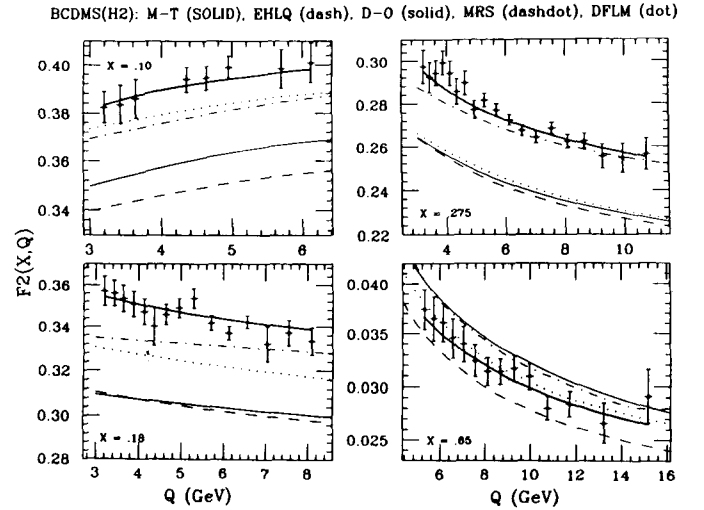 BCDMS(H2): M-T (SOLID), EHLQ (dash), D-O (solid), MRS (dashdot), DFLM (dot)
F2(X,Q)
0.40
0.38
0.36
0.34
X = .10
3 4 5 6
0.30
0.28
0.26
0.24
0.22
X = .275
4 6 8 10
0.36
0.34
0.32
0.30
0.28
X = .18
3 4 5 6 7 8
Q (GeV)
0.040
0.035
0.030
0.025
X = .65
6 8 10 12 14 16
Q (GeV)